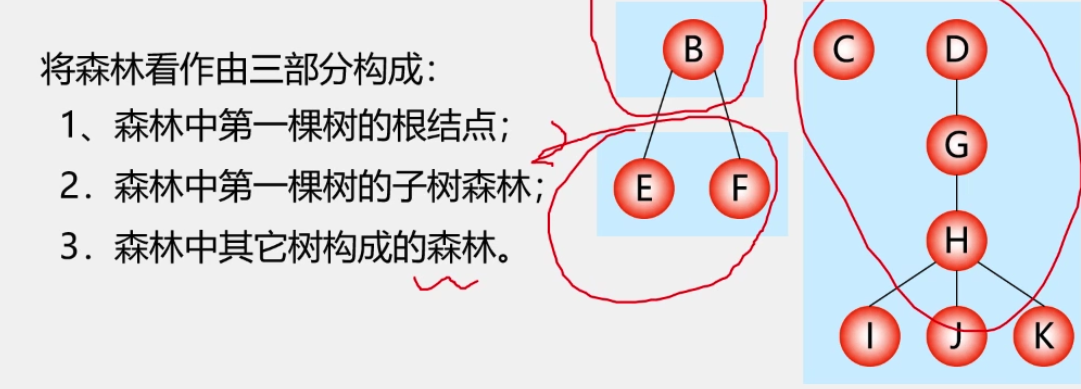 将森林看作由三部分构成：
1、森林中第一棵树的根结点；
2．森林中第一棵树的子树森林；
3．森林中其它树构成的森林。
B
C D
G
E F
H
I J K